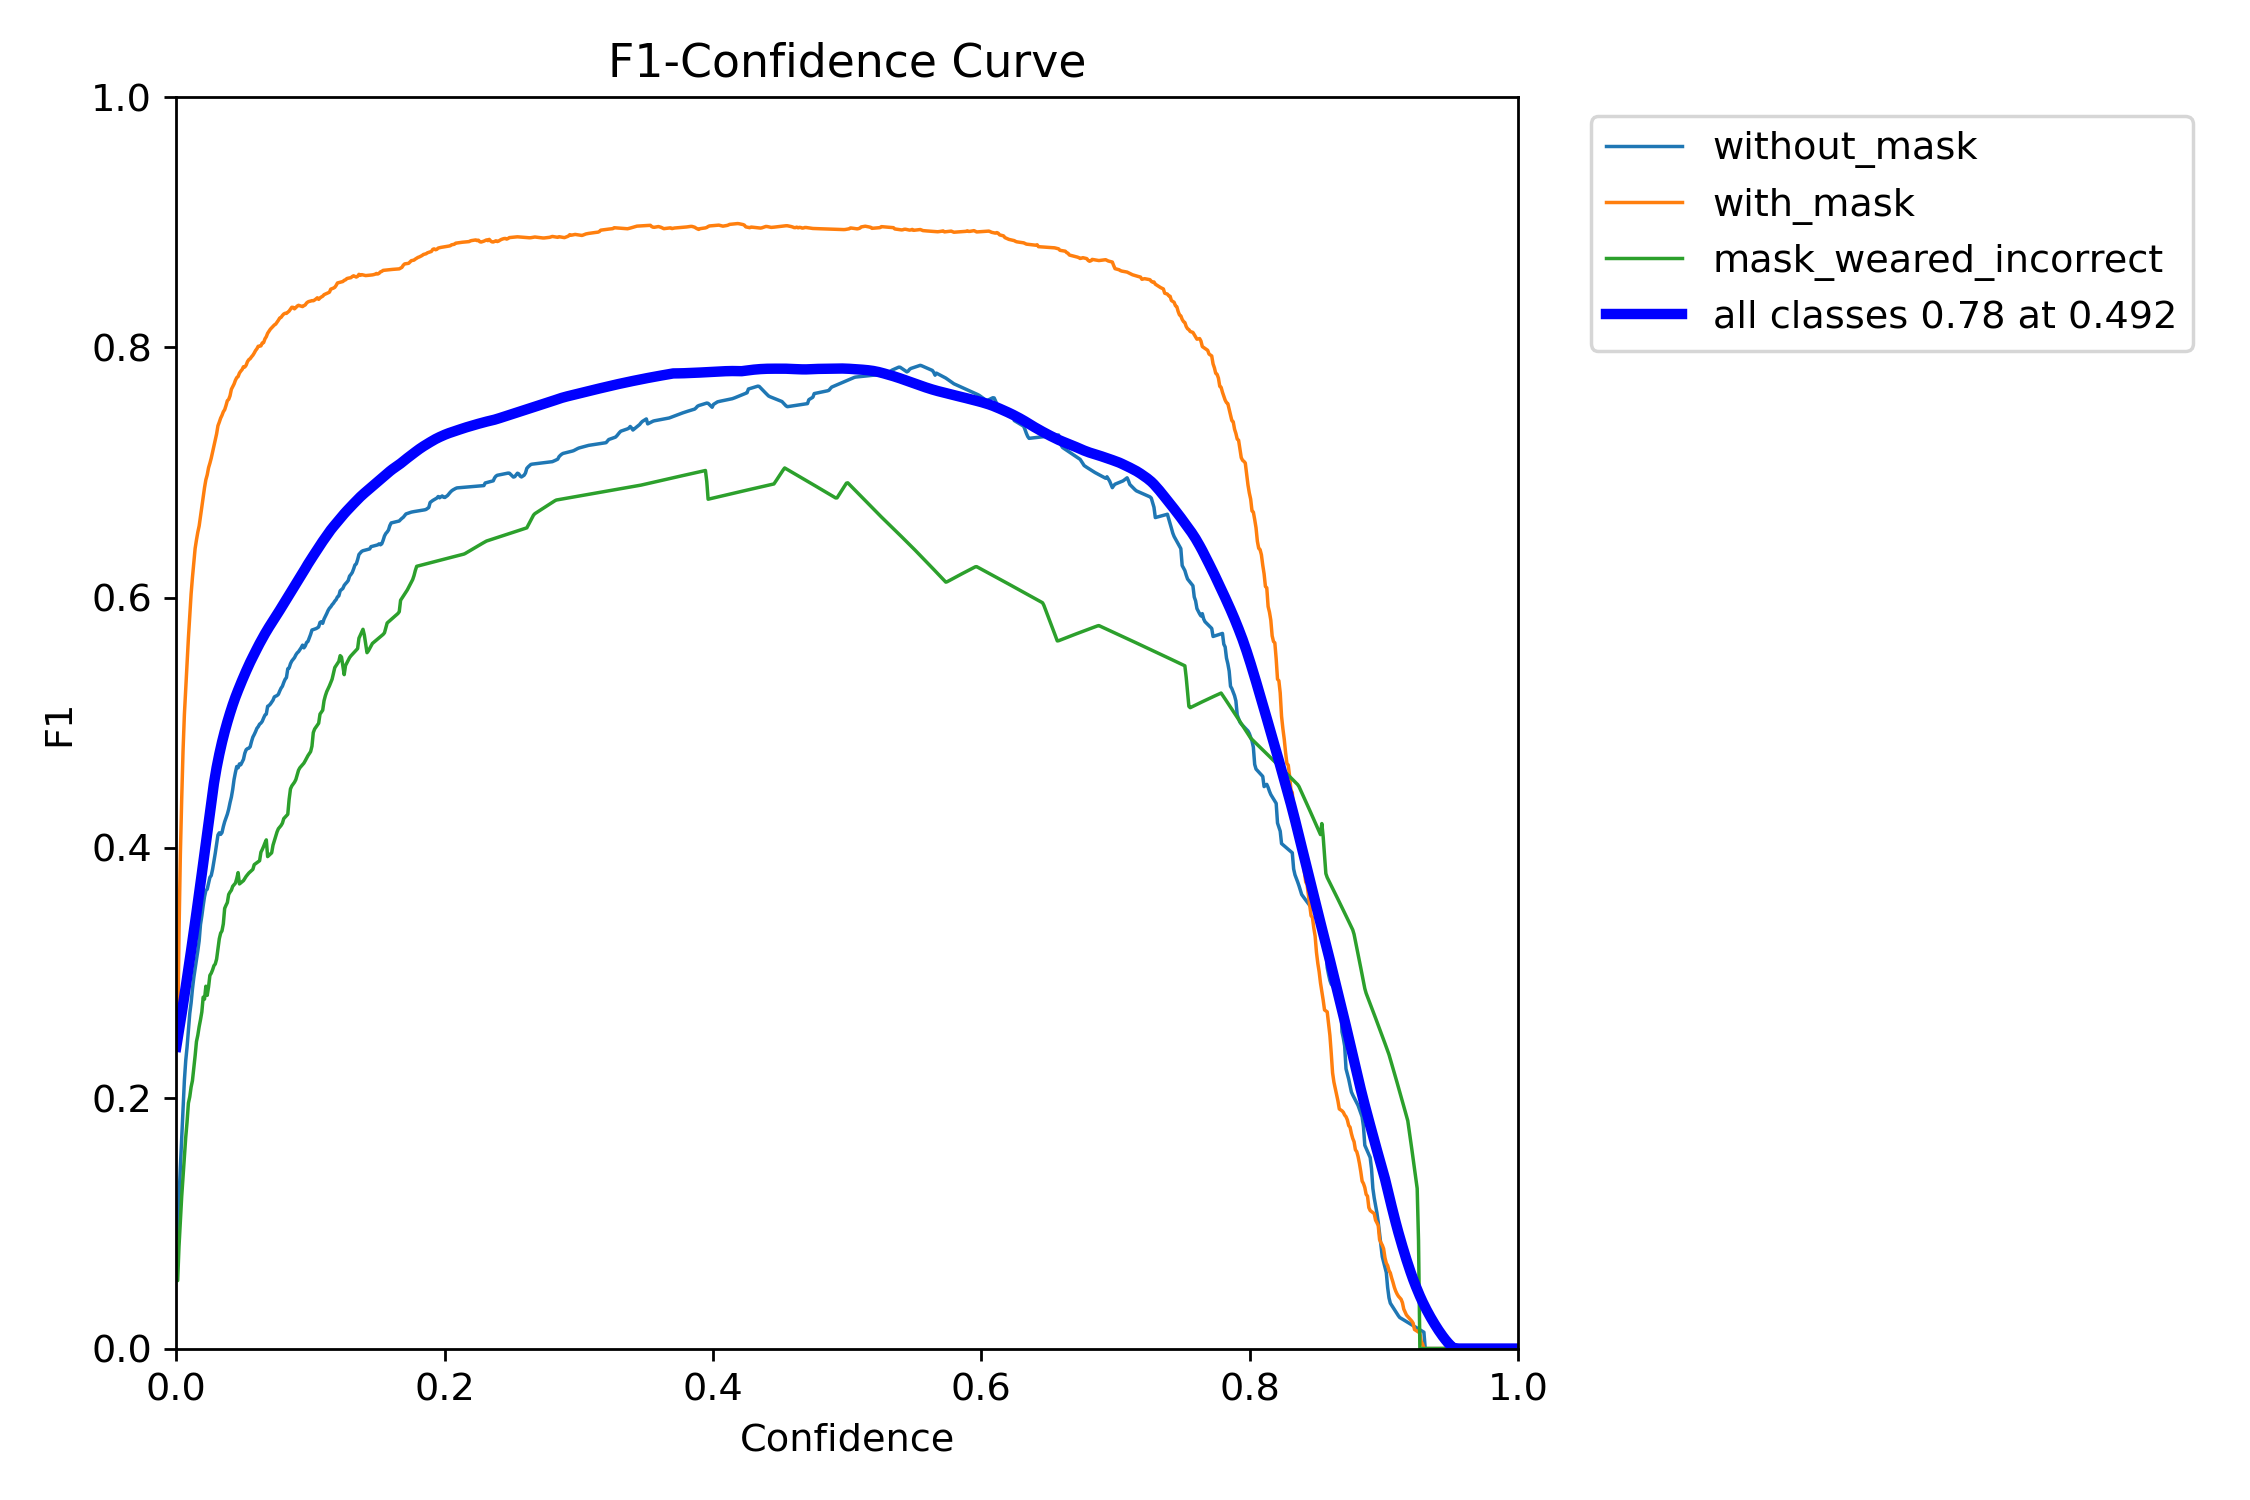 F1-Confidence Curve
1.0
0.8
0.6
0.4
0.2
0.0
F1
0.0 0.2 0.4 0.6 0.8 1.0
Confidence
without_mask
with_mask
mask_weared_incorrect
all classes 0.78 at 0.492